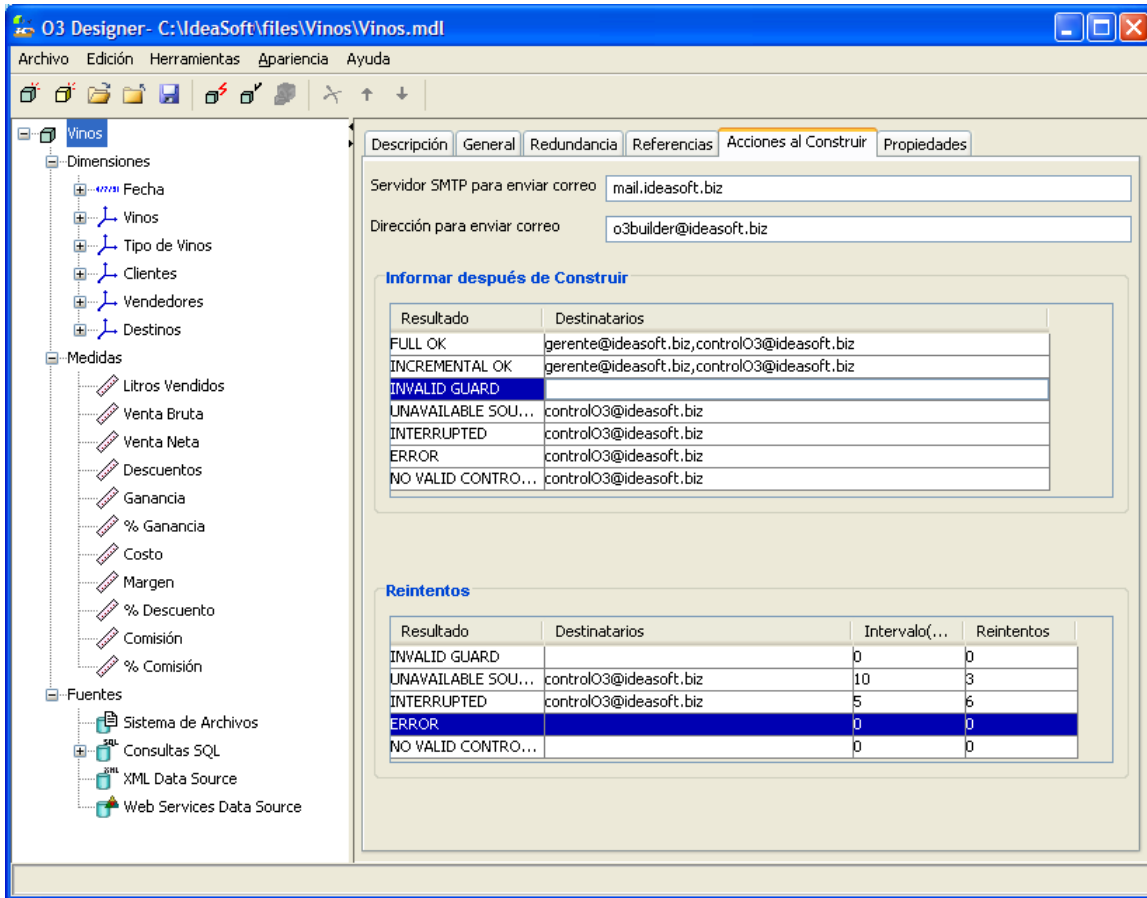 O3 Designer- C:\IdeaSoft\files\Vinos\Vinos.mdl
Archivo Edición Herramientas Apariencia Ayuda
Vinos
Dimensiones
Fecha
Vinos
Tipo de Vinos
Clientes
Vendedores
Destinos
Medidas
Litros Vendidos
Venta Bruta
Venta Neta
Descuentos
Ganancia
% Ganancia
Costo
Margen
% Descuento
Comisión
% Comisión
Fuentes
Sistema de Archivos
Consultas SQL
XML Data Source
Web Services Data Source
Descripción General Redundancia Referencias Acciones al Construir Propiedades
Servidor SMTP para enviar correo mail.ideasoft.biz
Dirección para enviar correo o3builder@ideasoft.biz
Informar después de Construir
Resultado Destinatarios
FULL OK gerente@ideasoft.biz,controlO3@ideasoft.biz
INCREMENTAL OK gerente@ideasoft.biz,controlO3@ideasoft.biz
INVALID GUARD
UNAVAILABLE SOU... controlO3@ideasoft.biz
INTERRUPTED controlO3@ideasoft.biz
ERROR controlO3@ideasoft.biz
NO VALID CONTRO... controlO3@ideasoft.biz
Reintentos
Resultado Destinatarios Intervalo(... Reintentos
INVALID GUARD 0 0
UNAVAILABLE SOU... controlO3@ideasoft.biz 10 3
INTERRUPTED controlO3@ideasoft.biz 5 6
ERROR 0 0
NO VALID CONTRO... 0 0